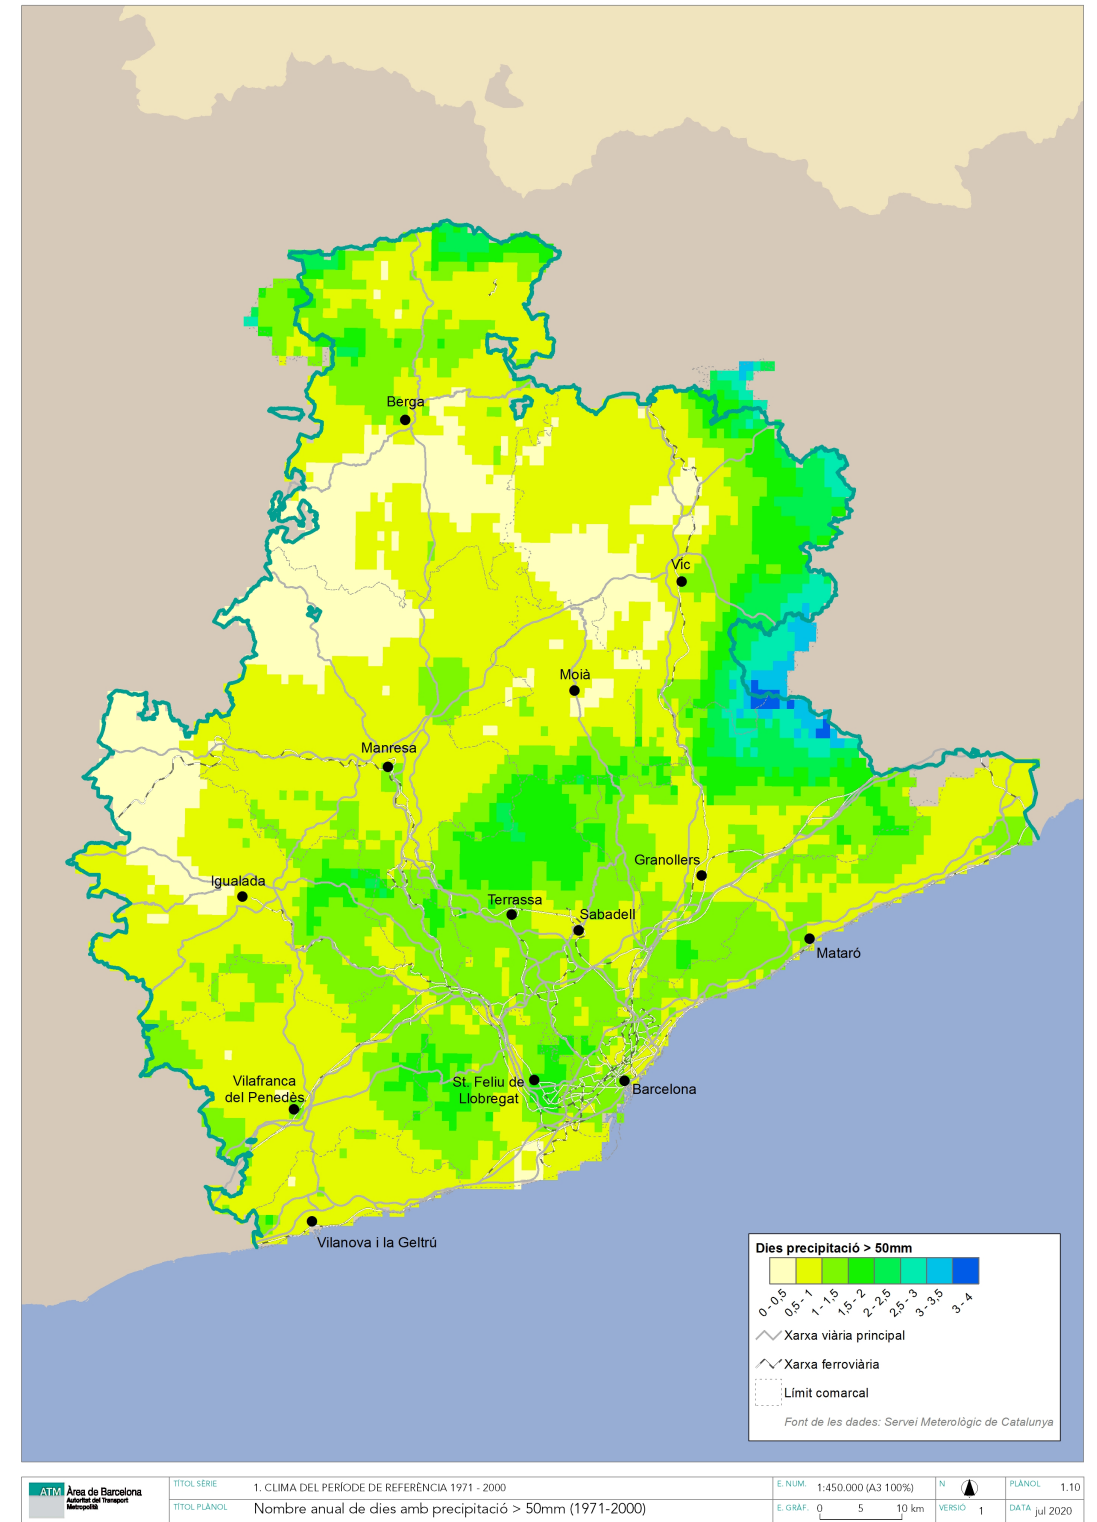 Berga
Vic
Moià
Manresa
Granollers
Igualada
Terrassa
Sabadell
Mataró
Vilafranca
del Penedès
St. Feliu de
Llobregat
Barcelona
Vilanova i la Geltrú
Dies precipitació > 50mm
0 - 0,5
0,5 - 1
1 - 1,5
1,5 - 2
2 - 2,5
2,5 - 3
3 - 3,5
3 - 4
Xarxa viària principal
Xarxa ferroviària
Límit comarcal
Font de les dades: Servei Meterològic de Catalunya
ATM Àrea de Barcelona
Autoritat del Transport
Metropolità
TÍTOL SÈRIE 1. CLIMA DEL PERÍODE DE REFERÈNCIA 1971 - 2000
TÍTOL PLÀNOL Nombre anual de dies amb precipitació > 50mm (1971-2000)
E. NUM. 1:450.000 (A3 100%)
E. GRÀF. 0 5 10 km
N
VERSIÓ 1
PLÀNOL 1.10
DATA jul 2020